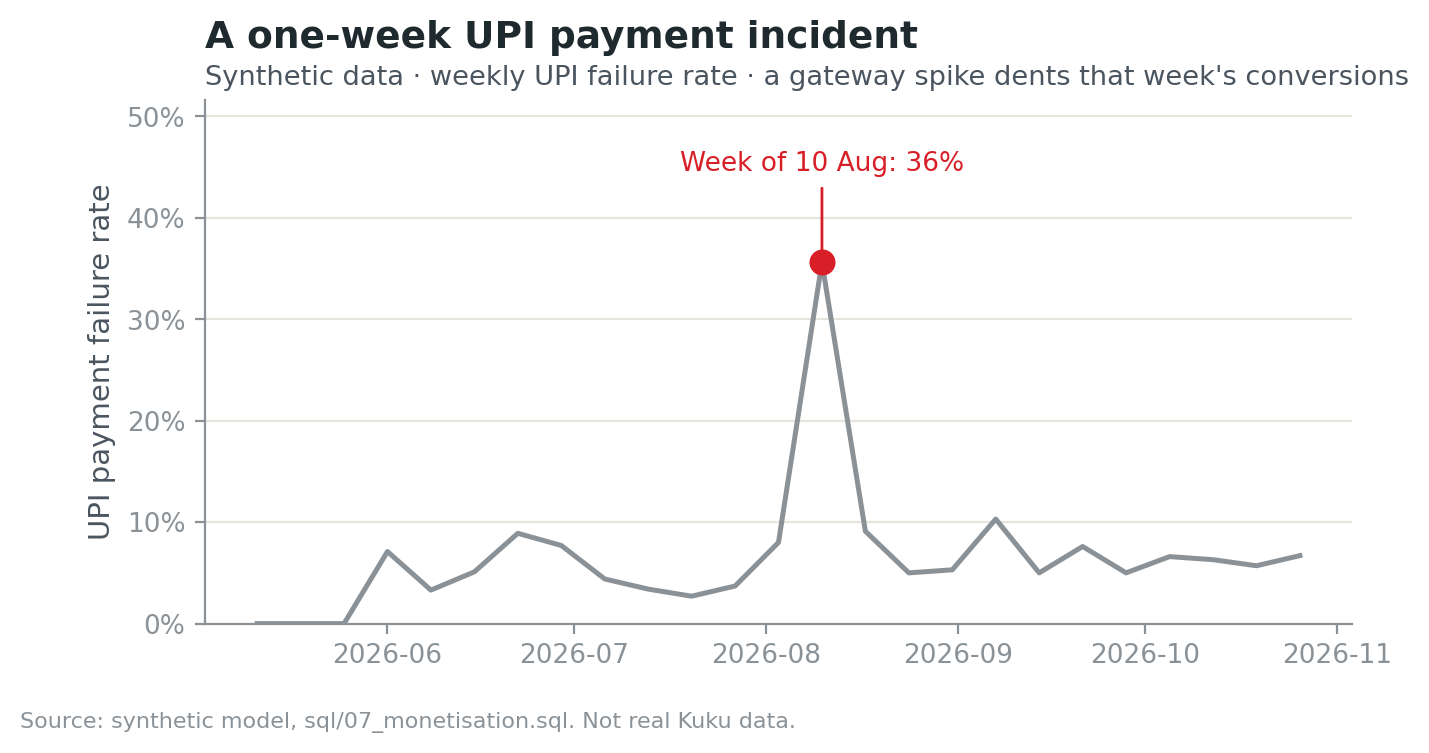 A one-week UPI payment incident
Synthetic data · weekly UPI failure rate · a gateway spike dents that week's conversions
50%
Week of 10 Aug: 36%
40%
30%
20%
10%
0%
UPI payment failure rate
2026-06 2026-07 2026-08 2026-09 2026-10 2026-11
Source: synthetic model, sql/07_monetisation.sql. Not real Kuku data.